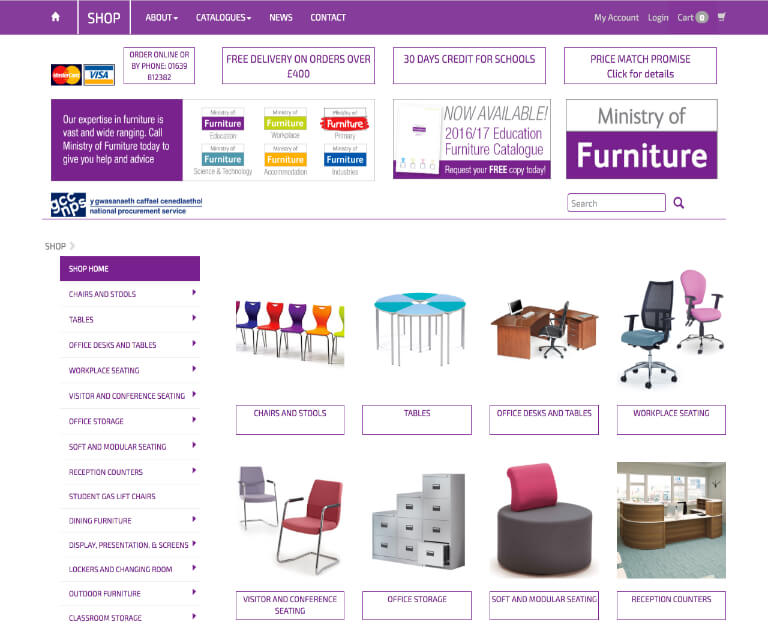 SHOP
ABOUT
CATALOGUES
NEWS
CONTACT
My Account
Login
Cart 0
MasterCard
VISA
ORDER ONLINE OR
BY PHONE: 01639
812382
FREE DELIVERY ON ORDERS OVER
£400
30 DAYS CREDIT FOR SCHOOLS
PRICE MATCH PROMISE
Click for details
Our expertise in furniture is
vast and wide ranging. Call
Ministry of Furniture today to
give you help and advice
Ministry of
Furniture
Education
Ministry of
Furniture
Workplace
Ministry of
Furniture
Primary
Ministry of
Furniture
Science & Technology
Ministry of
Furniture
Accommodation
Ministry of
Furniture
Industries
NOW AVAILABLE!
2016/17 Education
Furniture Catalogue
Request your FREE copy today!
Ministry of
Furniture
gcc
nps
y gwasanaeth caffael cenedlaethol
national procurement service
Search
SHOP
SHOP HOME
CHAIRS AND STOOLS
TABLES
OFFICE DESKS AND TABLES
WORKPLACE SEATING
VISITOR AND CONFERENCE SEATING
OFFICE STORAGE
SOFT AND MODULAR SEATING
RECEPTION COUNTERS
STUDENT GAS LIFT CHAIRS
DINING FURNITURE
DISPLAY, PRESENTATION, & SCREENS
LOCKERS AND CHANGING ROOM
OUTDOOR FURNITURE
CLASSROOM STORAGE
CHAIRS AND STOOLS
TABLES
OFFICE DESKS AND TABLES
WORKPLACE SEATING
VISITOR AND CONFERENCE
SEATING
OFFICE STORAGE
SOFT AND MODULAR SEATING
RECEPTION COUNTERS